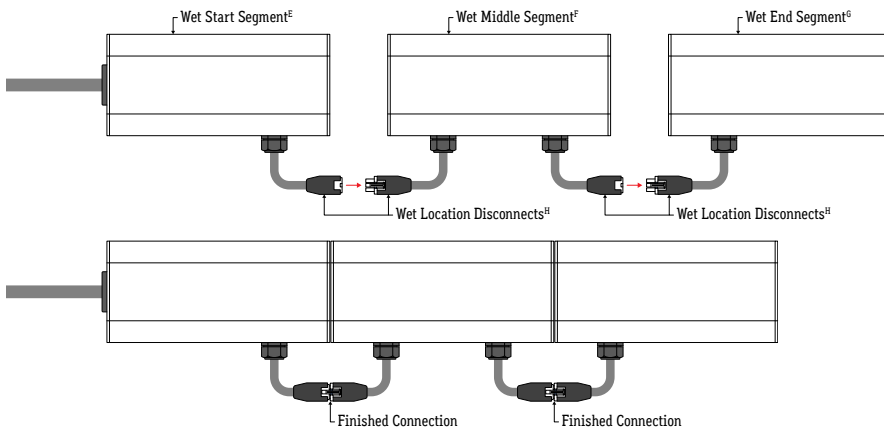 Wet Start Segmentᴱ
Wet Middle Segmentꟳ
Wet End Segmentᴳ
Wet Location Disconnectsᴴ
Wet Location Disconnectsᴴ
Finished Connection
Finished Connection